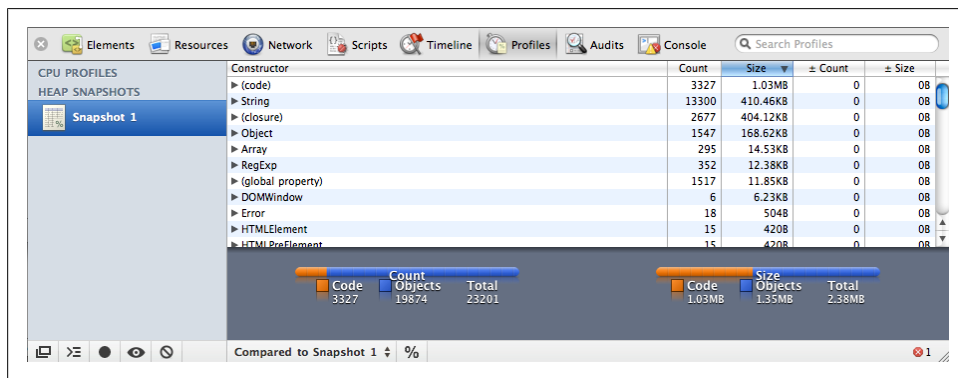 Elements Resources Network Scripts Timeline Profiles Audits Console Search Profiles
CPU PROFILES
HEAP SNAPSHOTS
Snapshot 1
Constructor Count Size ± Count ± Size
(code) 3327 1.03MB 0 0B
String 13300 410.46KB 0 0B
(closure) 2677 404.12KB 0 0B
Object 1547 168.62KB 0 0B
Array 295 14.53KB 0 0B
RegExp 352 12.38KB 0 0B
(global property) 1517 11.85KB 0 0B
DOMWindow 6 6.23KB 0 0B
Error 18 504B 0 0B
HTMLElement 15 420B 0 0B
HTMLPreElement 15 420B 0 0B
Count
Code Objects Total
3327 19874 23201
Size
Code Objects Total
1.03MB 1.35MB 2.38MB
Compared to Snapshot 1 % 1